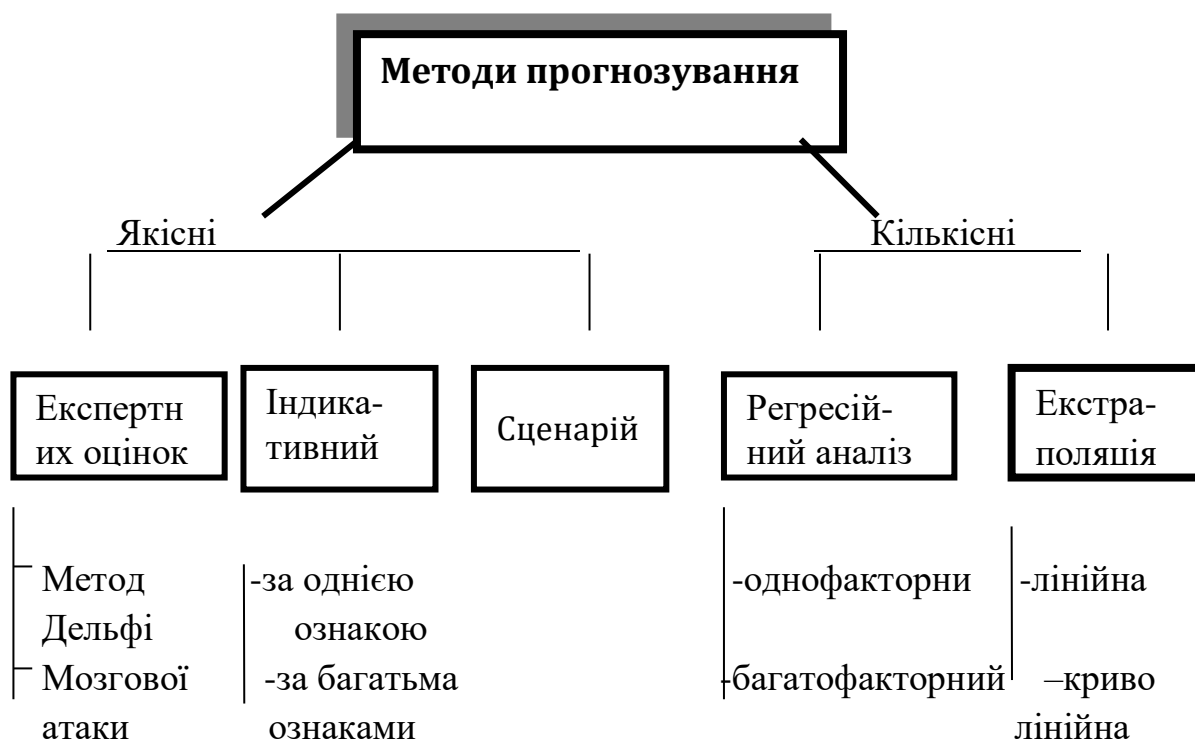 Методи прогнозування
Якісні
Кількісні
Експертн
их оцінок
Індика-
тивний
Сценарій
Регресій-
ний аналіз
Екстра-
поляція
Метод
Дельфі
Мозгової
атаки
-за однією
ознакою
-за багатьма
ознаками
-однофакторни
-багатофакторний
-лінійна
–криво
лінійна